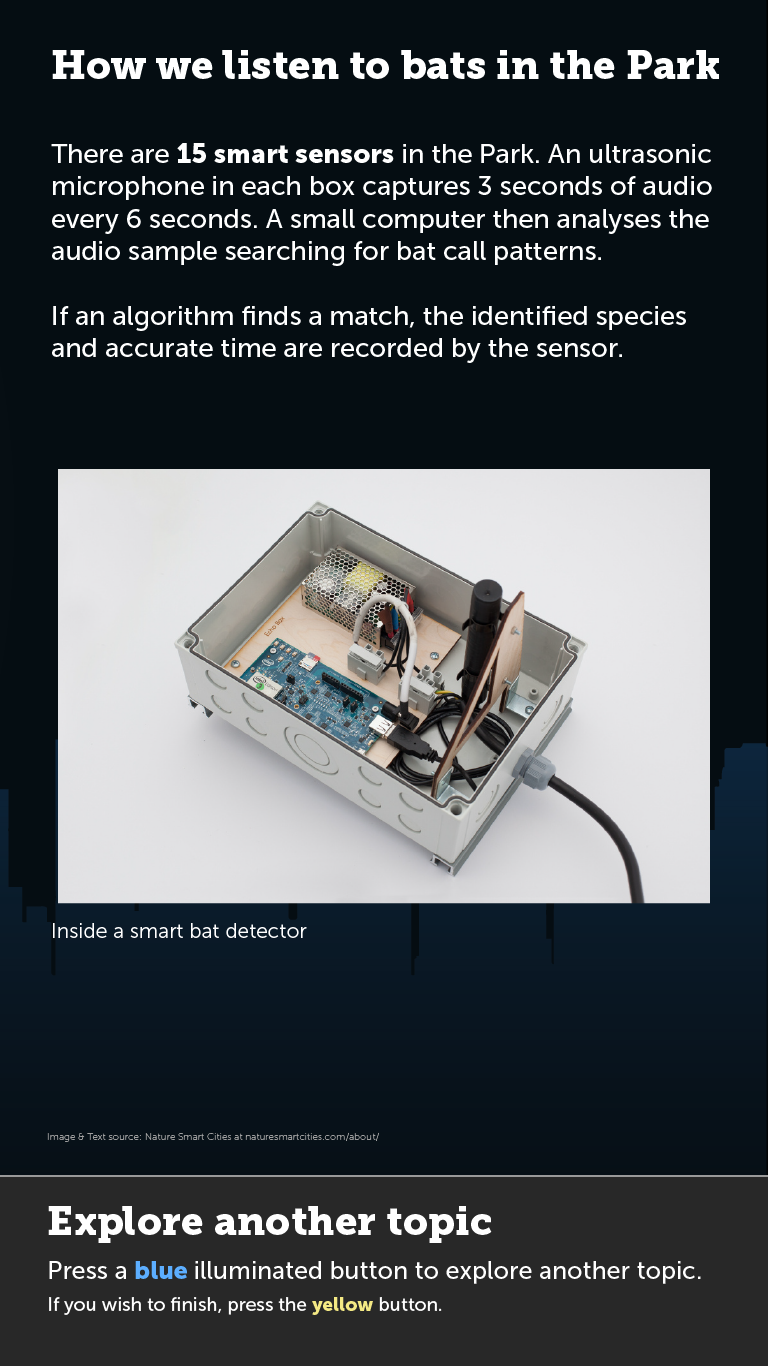 How we listen to bats in the Park
There are 15 smart sensors in the Park. An ultrasonic
microphone in each box captures 3 seconds of audio
every 6 seconds. A small computer then analyses the
audio sample searching for bat call patterns.
If an algorithm finds a match, the identified species
and accurate time are recorded by the sensor.
Echo Box
Inside a smart bat detector
Image & Text source: Nature Smart Cities at naturesmartcities.com/about/
Explore another topic
Press a blue illuminated button to explore another topic.
If you wish to finish, press the yellow button.